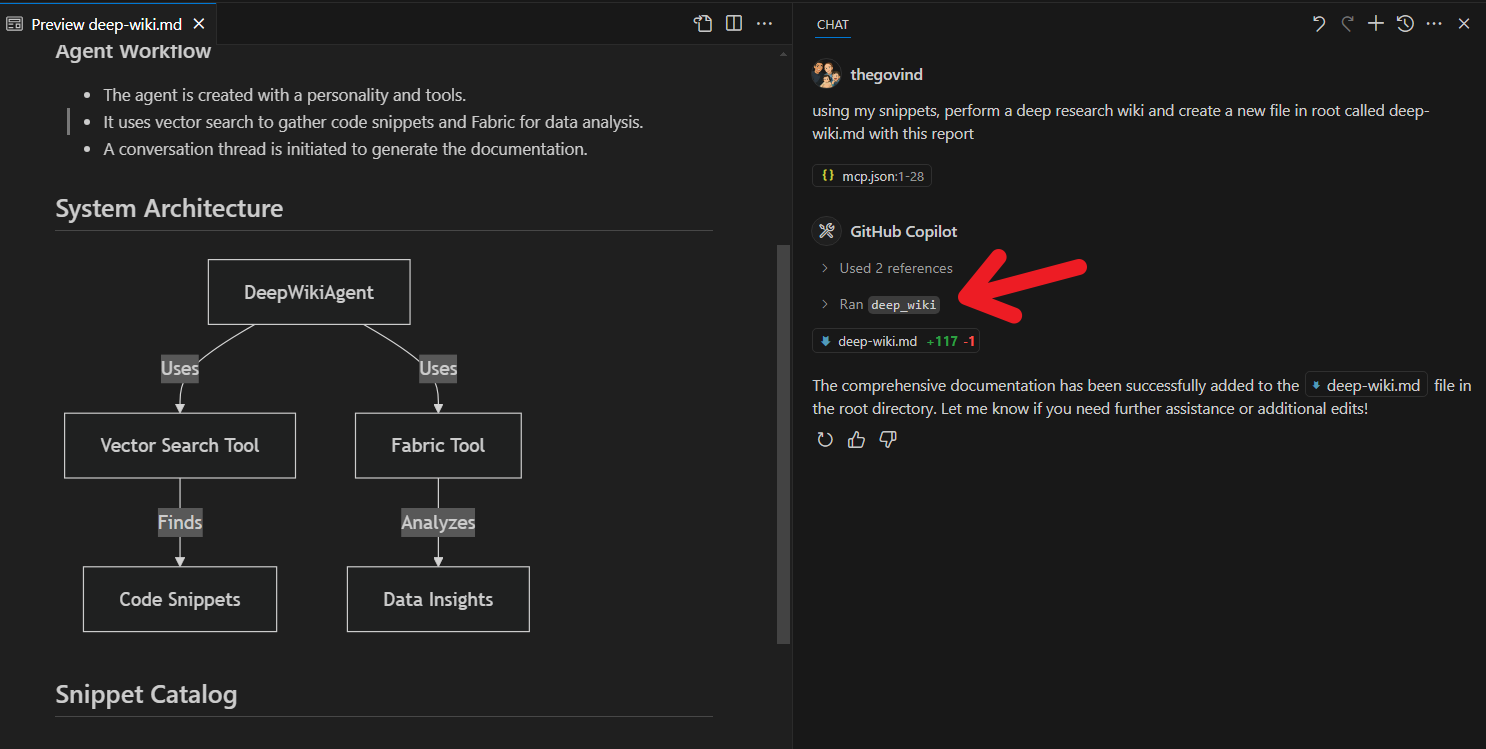 Preview deep-wiki.md
Agent Workflow
The agent is created with a personality and tools.
It uses vector search to gather code snippets and Fabric for data analysis.
A conversation thread is initiated to generate the documentation.
System Architecture
DeepWikiAgent
Uses
Uses
Vector Search Tool
Fabric Tool
Finds
Analyzes
Code Snippets
Data Insights
Snippet Catalog
CHAT
thegovind
using my snippets, perform a deep research wiki and create a new file in root called deep-
wiki.md with this report
{} mcp.json:1-28
GitHub Copilot
Used 2 references
Ran deep_wiki
deep-wiki.md +117 -1
The comprehensive documentation has been successfully added to the deep-wiki.md file in
the root directory. Let me know if you need further assistance or additional edits!